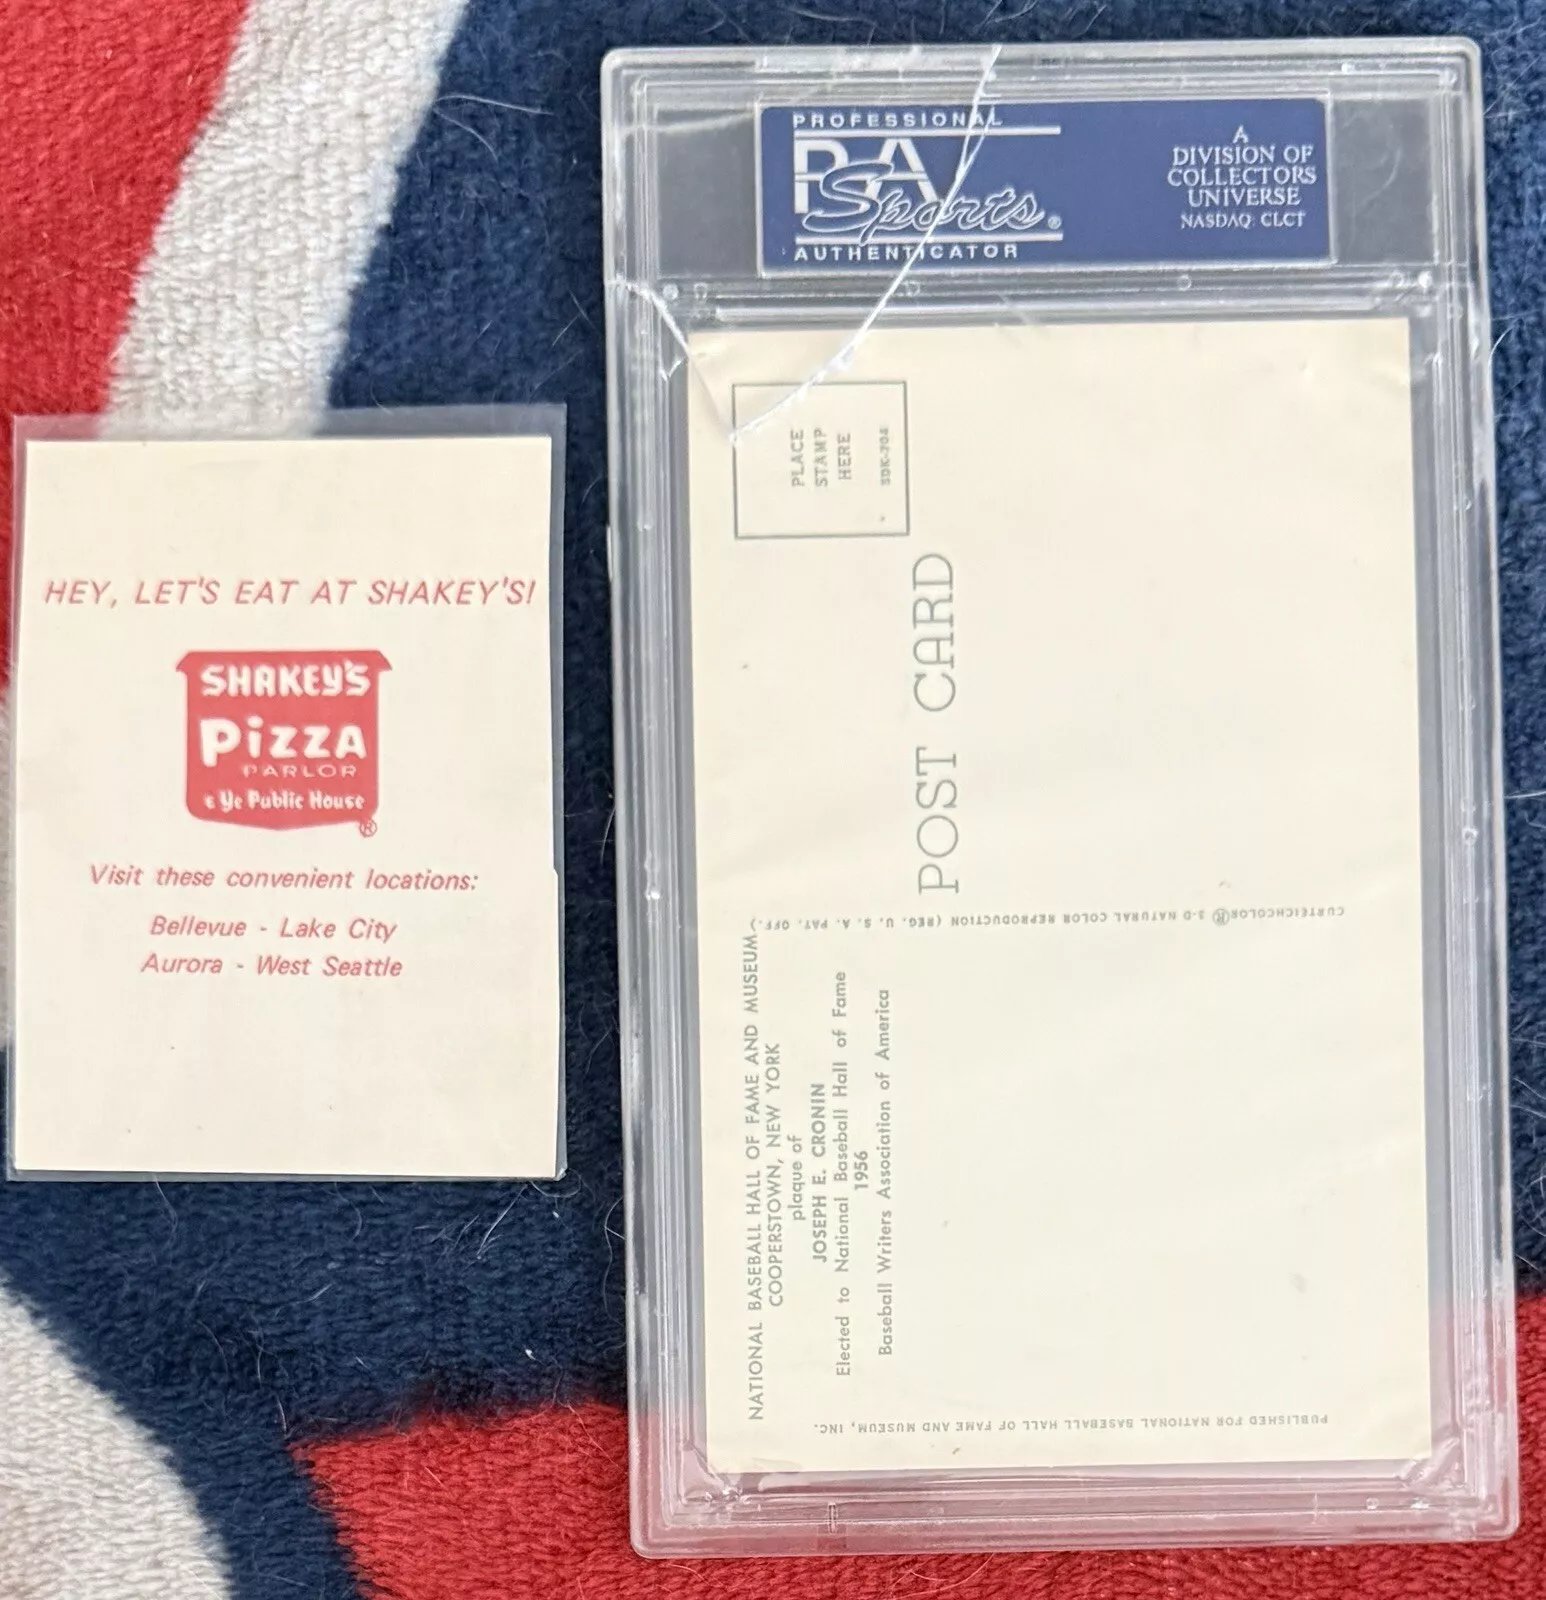 HEY, LET'S EAT AT SHAKEY'S!
SHAKEY'S
PIZZA
PARLOR
& Ye Public House
®
Visit these convenient locations:
Bellevue - Lake City
Aurora - West Seattle
PROFESSIONAL
PSA
Sports®
AUTHENTICATOR
A
DIVISION OF
COLLECTORS
UNIVERSE
NASDAQ: CLCT
PLACE
STAMP
HERE
SDK-704
POST CARD
CURTEICHCOLOR® 3-D NATURAL COLOR REPRODUCTION (REG. U. S. A. PAT. OFF.)
NATIONAL BASEBALL HALL OF FAME AND MUSEUM
COOPERSTOWN, NEW YORK
plaque of
JOSEPH E. CRONIN
Elected to National Baseball Hall of Fame
1956
Baseball Writers Association of America
PUBLISHED FOR NATIONAL BASEBALL HALL OF FAME AND MUSEUM, INC.